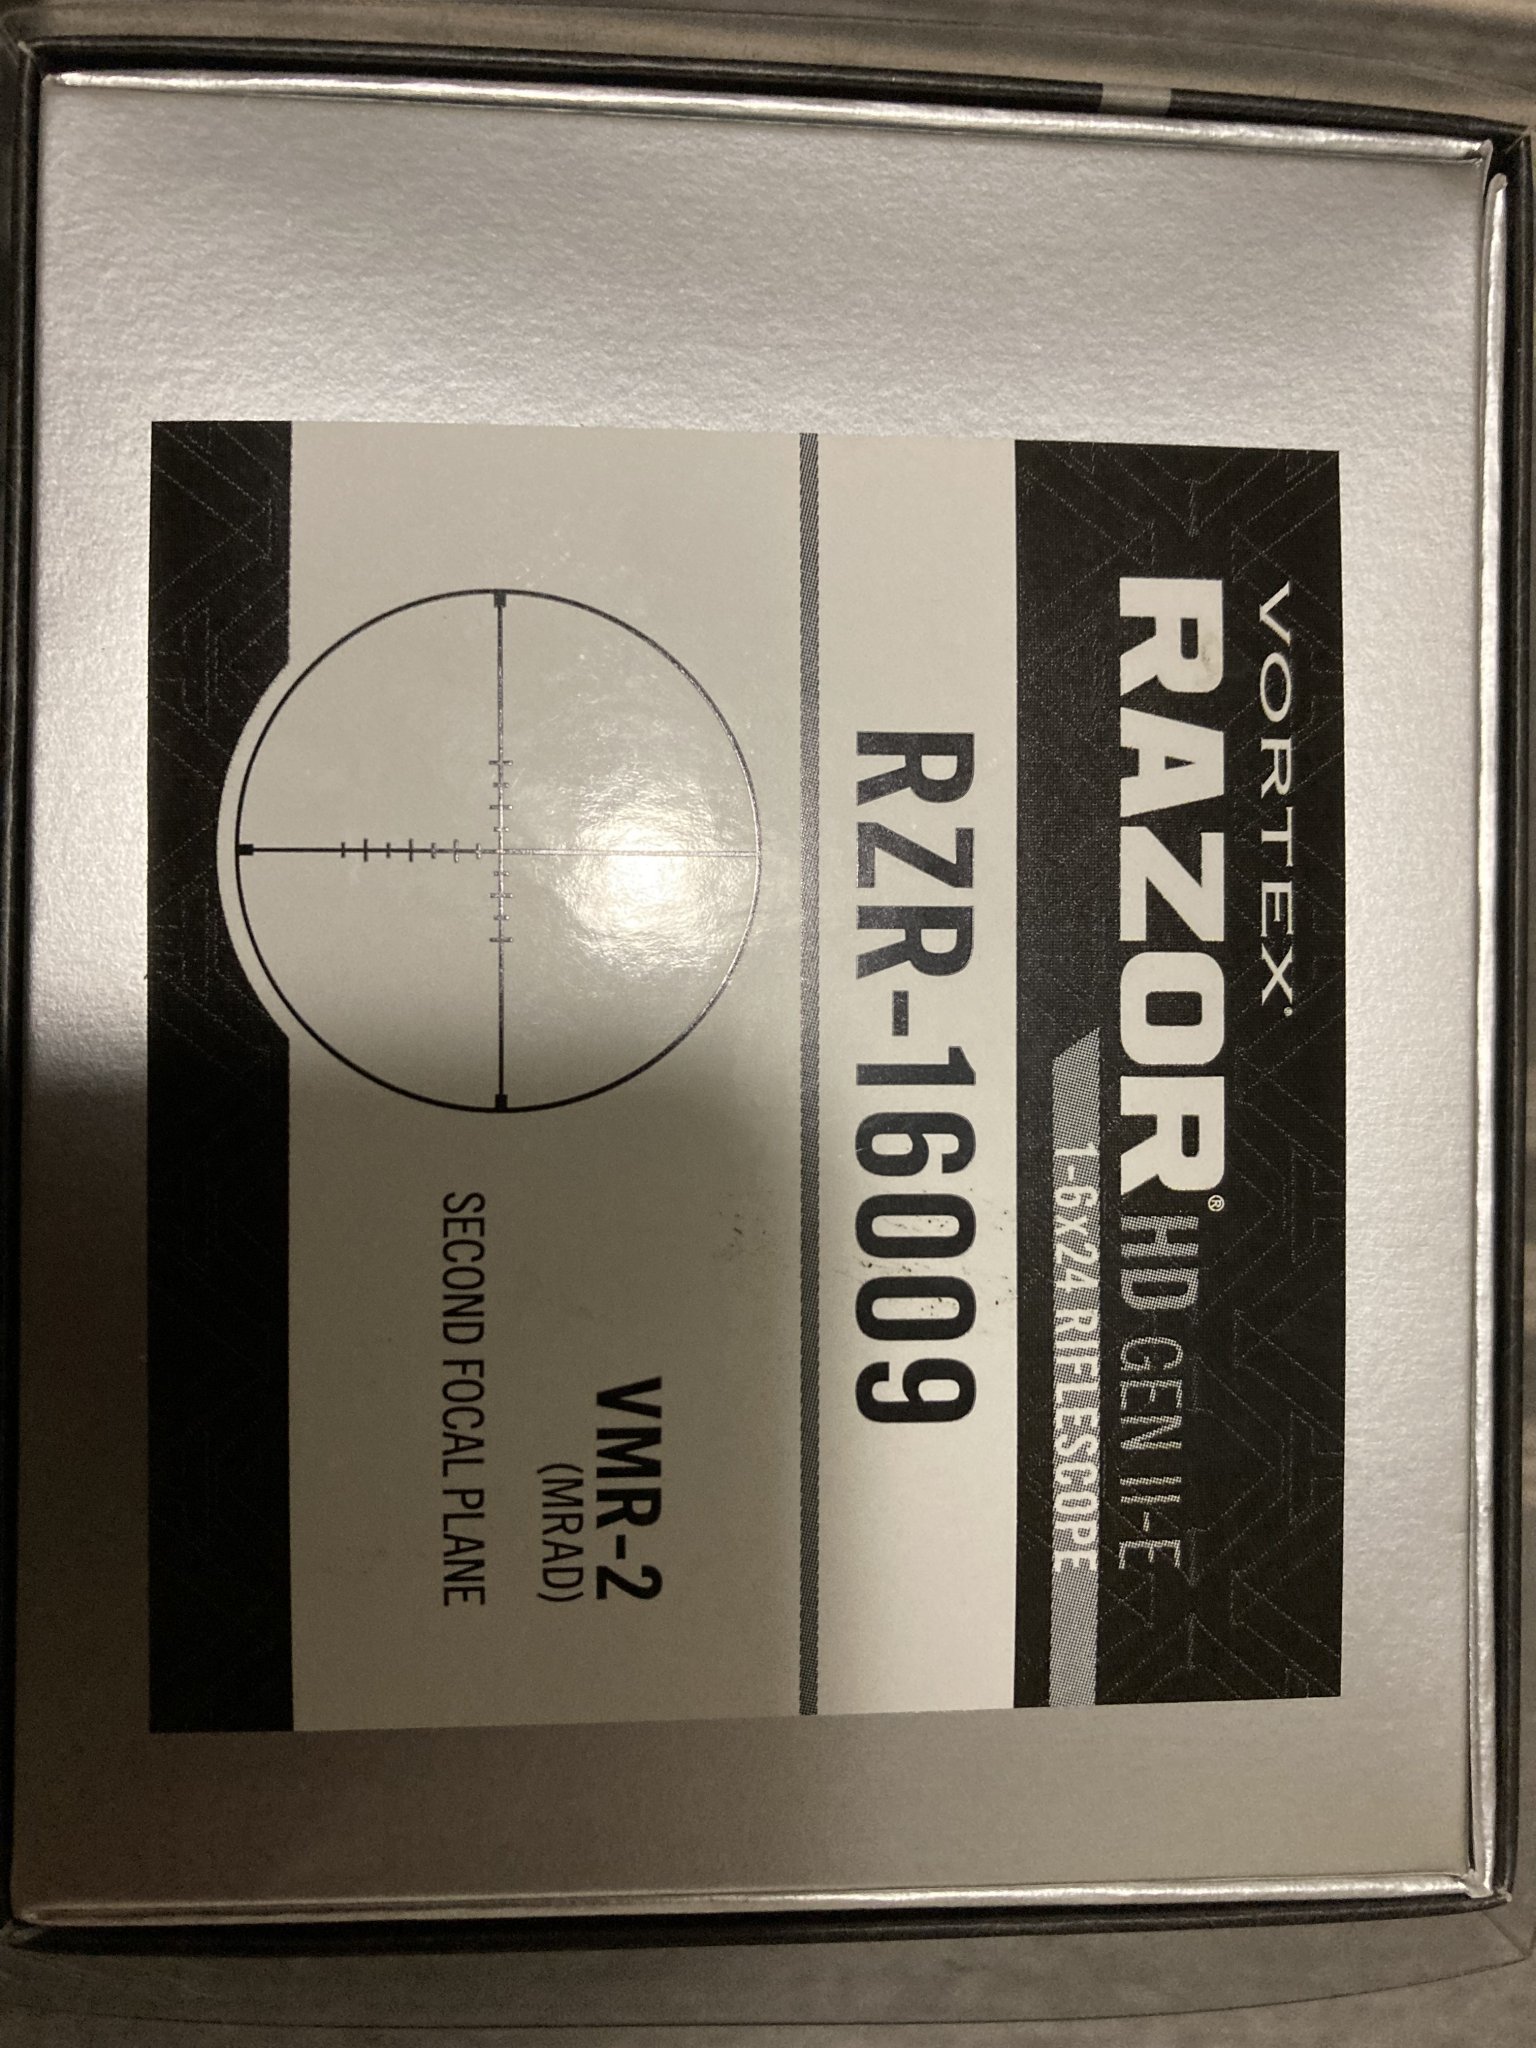 VORTEX®
RAZOR® HD GEN II-E
1-6X24 RIFLESCOPE
RZR-16009
VMR-2
(MRAD)
SECOND FOCAL PLANE